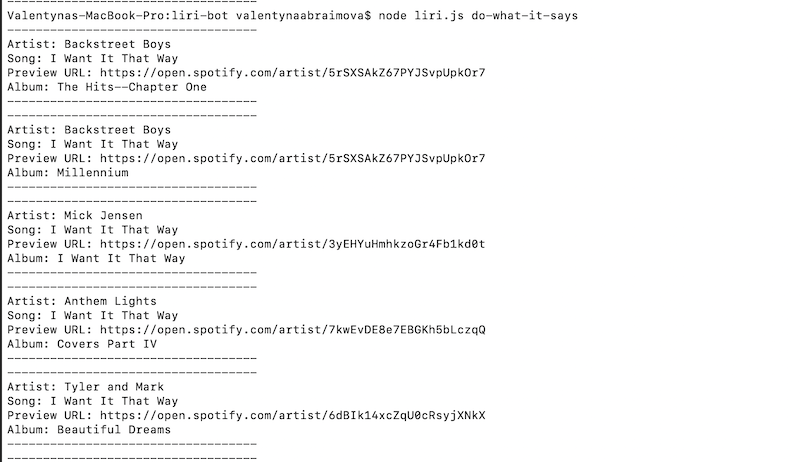 -----------------------------------
Valentynas-MacBook-Pro:liri-bot valentynaabraimova$ node liri.js do-what-it-says
-----------------------------------
Artist: Backstreet Boys
Song: I Want It That Way
Preview URL: https://open.spotify.com/artist/5rSXSAkZ67PYJSvpUpkOr7
Album: The Hits--Chapter One
-----------------------------------
-----------------------------------
Artist: Backstreet Boys
Song: I Want It That Way
Preview URL: https://open.spotify.com/artist/5rSXSAkZ67PYJSvpUpkOr7
Album: Millennium
-----------------------------------
-----------------------------------
Artist: Mick Jensen
Song: I Want It That Way
Preview URL: https://open.spotify.com/artist/3yEHYuHmhkzoGr4Fb1kd0t
Album: I Want It That Way
-----------------------------------
-----------------------------------
Artist: Anthem Lights
Song: I Want It That Way
Preview URL: https://open.spotify.com/artist/7kwEvDE8e7EBGKh5bLczqQ
Album: Covers Part IV
-----------------------------------
-----------------------------------
Artist: Tyler and Mark
Song: I Want It That Way
Preview URL: https://open.spotify.com/artist/6dBIk14xcZqU0cRsyjXNkX
Album: Beautiful Dreams
-----------------------------------
-----------------------------------